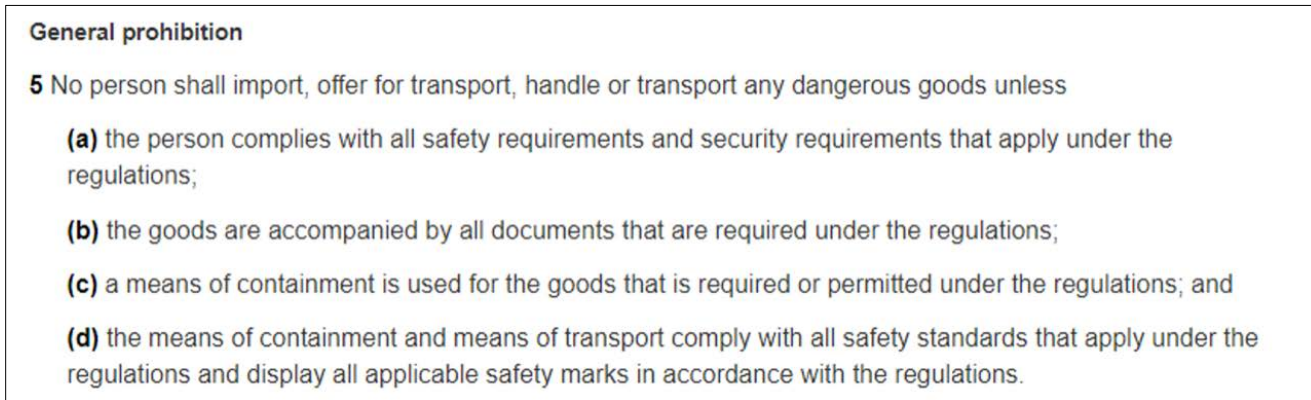 General prohibition
5 No person shall import, offer for transport, handle or transport any dangerous goods unless
(a) the person complies with all safety requirements and security requirements that apply under the
regulations;
(b) the goods are accompanied by all documents that are required under the regulations;
(c) a means of containment is used for the goods that is required or permitted under the regulations; and
(d) the means of containment and means of transport comply with all safety standards that apply under the
regulations and display all applicable safety marks in accordance with the regulations.